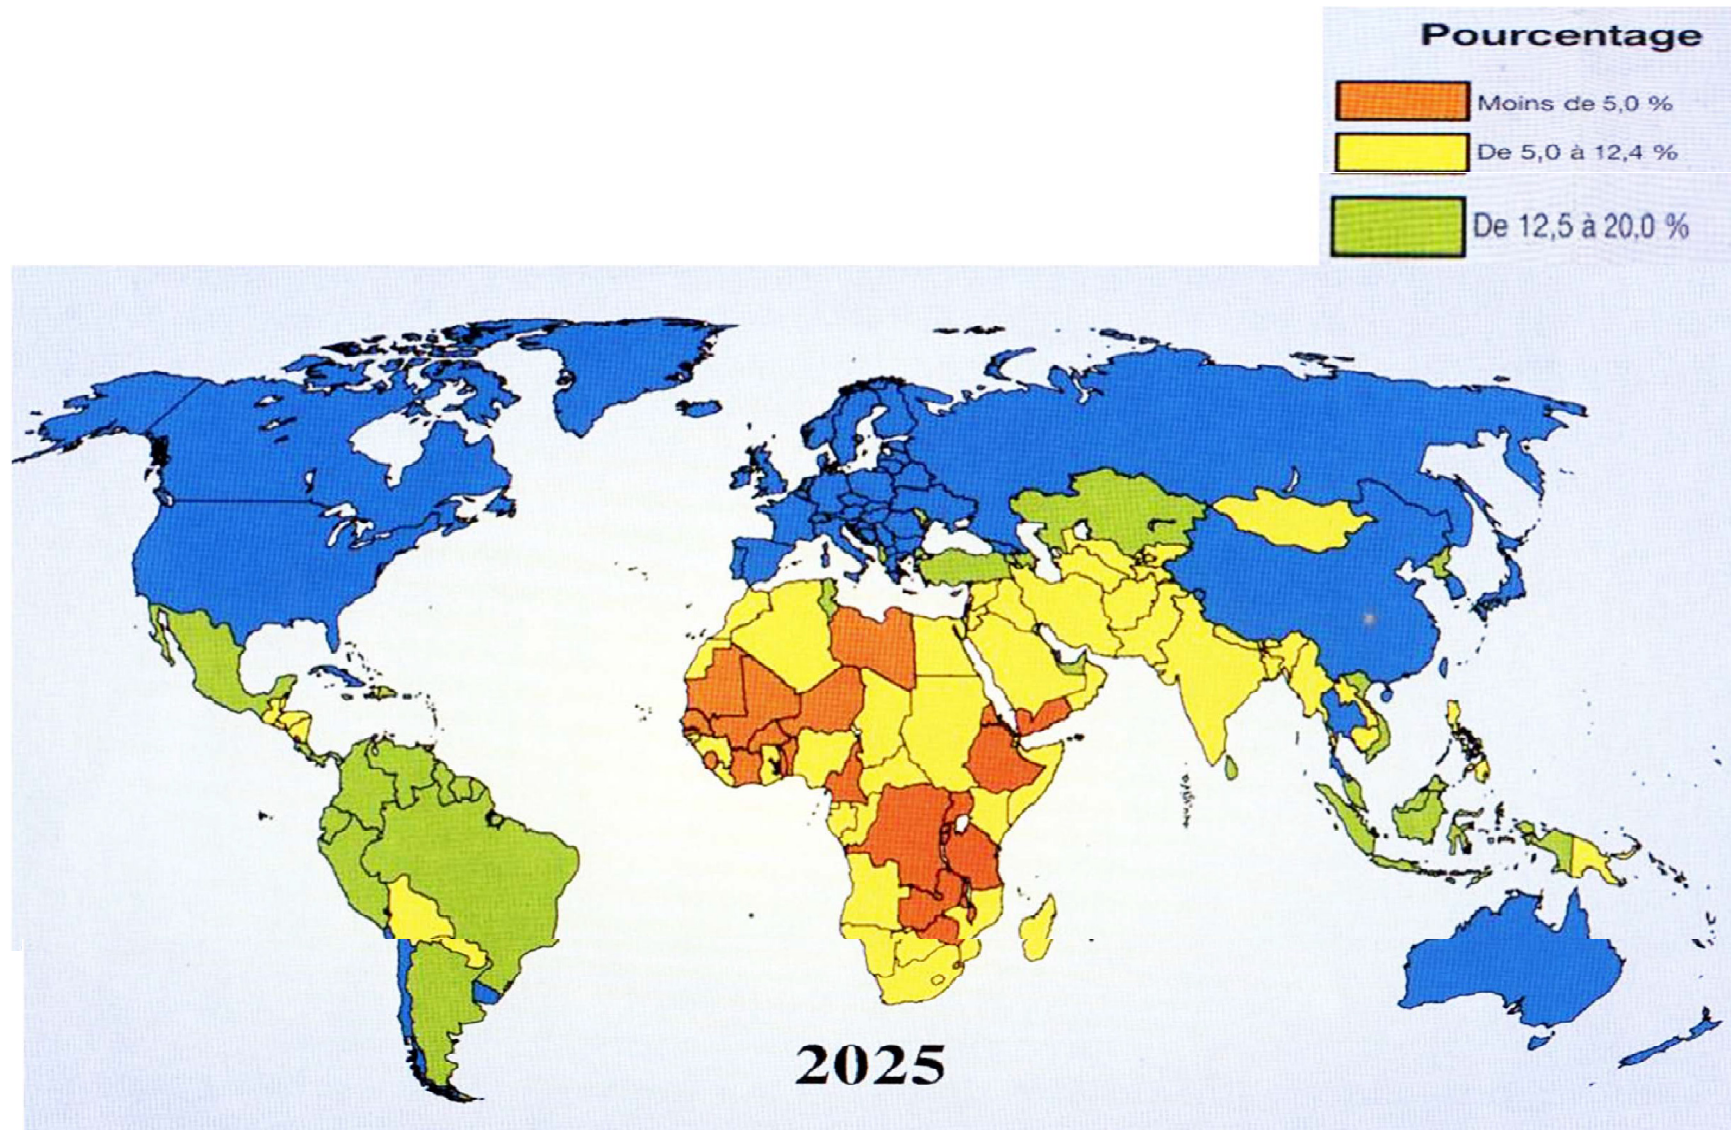 Pourcentage
Moins de 5,0 %
De 5,0 à 12,4 %
De 12,5 à 20,0 %
2025